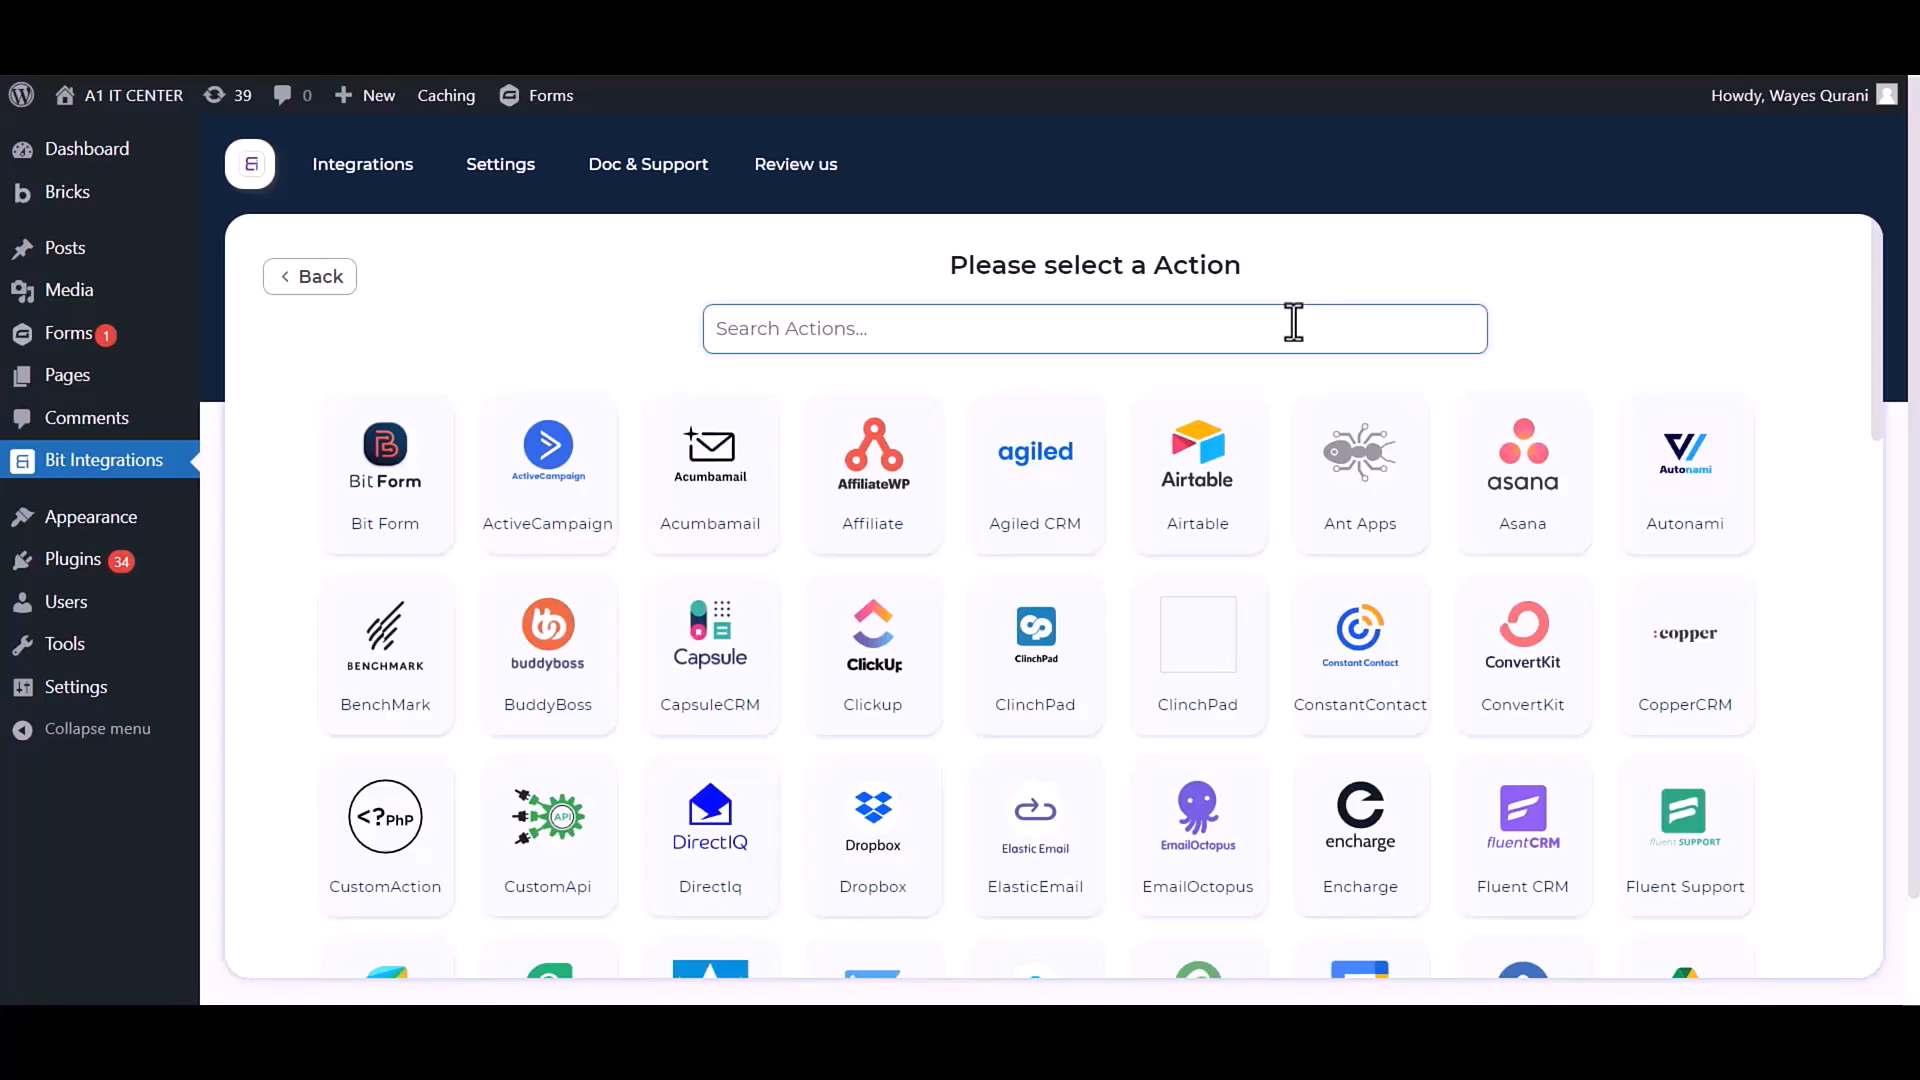 A1 IT CENTER
39
0
New
Caching
Forms
Howdy, Wayes Qurani
Dashboard
Bricks
Posts
Media
Forms 1
Pages
Comments
Bit Integrations
Appearance
Plugins 34
Users
Tools
Settings
Collapse menu
Integrations
Settings
Doc & Support
Review us
Back
Please select a Action
Search Actions...
Bit Form
ActiveCampaign
Acumbamail
AffiliateWP
agiled
Airtable
asana
Autonami
Bit Form
ActiveCampaign
Acumbamail
Affiliate
Agiled CRM
Airtable
Ant Apps
Asana
Autonami
BENCHMARK
buddyboss
Capsule
ClickUp
ClinchPad
Constant Contact
ConvertKit
:copper
BenchMark
BuddyBoss
CapsuleCRM
Clickup
ClinchPad
ClinchPad
ConstantContact
ConvertKit
CopperCRM
<?PhP
API
DirectIQ
Dropbox
Elastic Email
EmailOctopus
encharge
fluentCRM
fluent SUPPORT
CustomAction
CustomApi
DirectIq
Dropbox
ElasticEmail
EmailOctopus
Encharge
Fluent CRM
Fluent Support